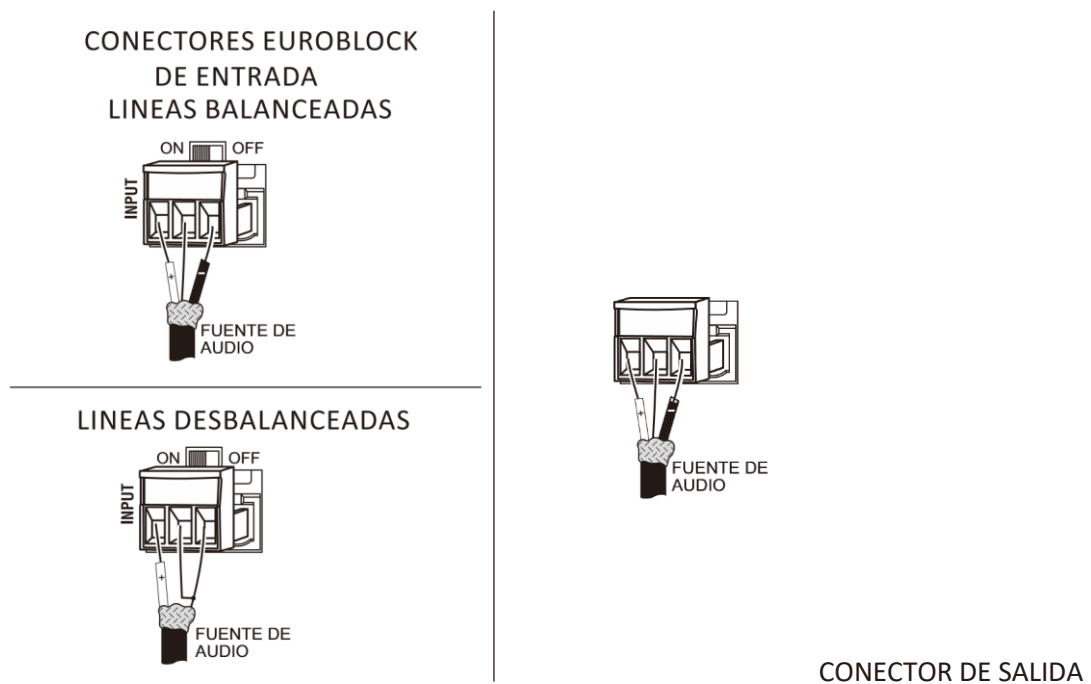 CONECTORES EUROBLOCK
DE ENTRADA
LINEAS BALANCEADAS
ON OFF
INPUT
+ -
FUENTE DE
AUDIO
LINEAS DESBALANCEADAS
ON OFF
INPUT
+
FUENTE DE
AUDIO
+ -
FUENTE DE
AUDIO
CONECTOR DE SALIDA